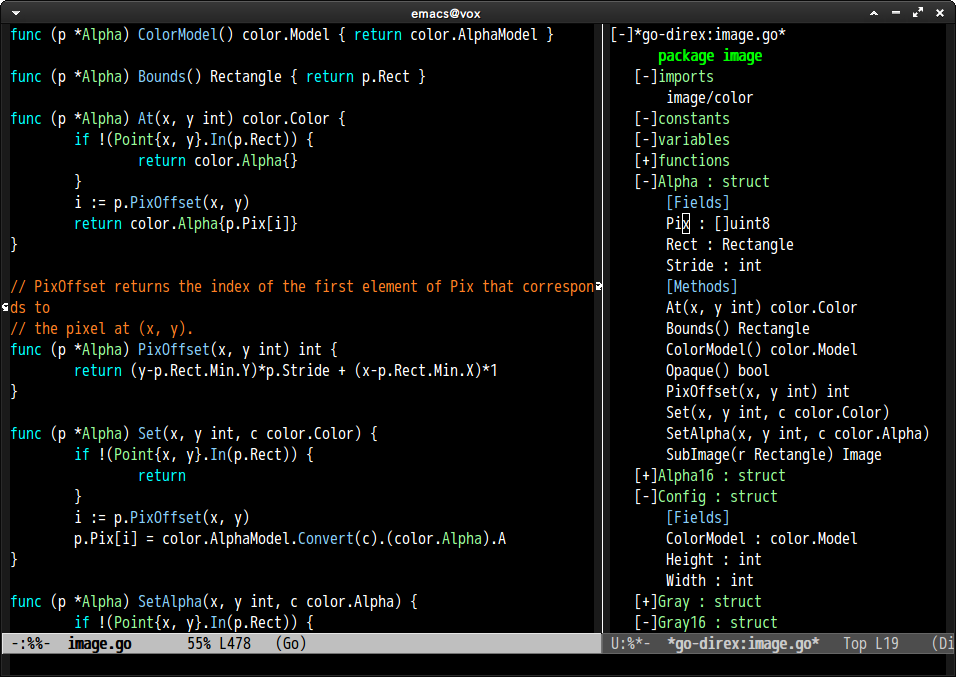 emacs@vox
func (p *Alpha) ColorModel() color.Model { return color.AlphaModel }
func (p *Alpha) Bounds() Rectangle { return p.Rect }
func (p *Alpha) At(x, y int) color.Color {
if !(Point{x, y}.In(p.Rect)) {
return color.Alpha{}
}
i := p.PixOffset(x, y)
return color.Alpha{p.Pix[i]}
}
// PixOffset returns the index of the first element of Pix that correspon
ds to
// the pixel at (x, y).
func (p *Alpha) PixOffset(x, y int) int {
return (y-p.Rect.Min.Y)*p.Stride + (x-p.Rect.Min.X)*1
}
func (p *Alpha) Set(x, y int, c color.Color) {
if !(Point{x, y}.In(p.Rect)) {
return
}
i := p.PixOffset(x, y)
p.Pix[i] = color.AlphaModel.Convert(c).(color.Alpha).A
}
func (p *Alpha) SetAlpha(x, y int, c color.Alpha) {
if !(Point{x, y}.In(p.Rect)) {
-:%%-  image.go       55% L478   (Go)
[-]*go-direx:image.go*
package image
[-]imports
image/color
[-]constants
[-]variables
[+]functions
[-]Alpha : struct
[Fields]
Pix : []uint8
Rect : Rectangle
Stride : int
[Methods]
At(x, y int) color.Color
Bounds() Rectangle
ColorModel() color.Model
Opaque() bool
PixOffset(x, y int) int
Set(x, y int, c color.Color)
SetAlpha(x, y int, c color.Alpha)
SubImage(r Rectangle) Image
[+]Alpha16 : struct
[-]Config : struct
[Fields]
ColorModel : color.Model
Height : int
Width : int
[+]Gray : struct
[-]Gray16 : struct
U:%*-  *go-direx:image.go*   Top L19    (Di